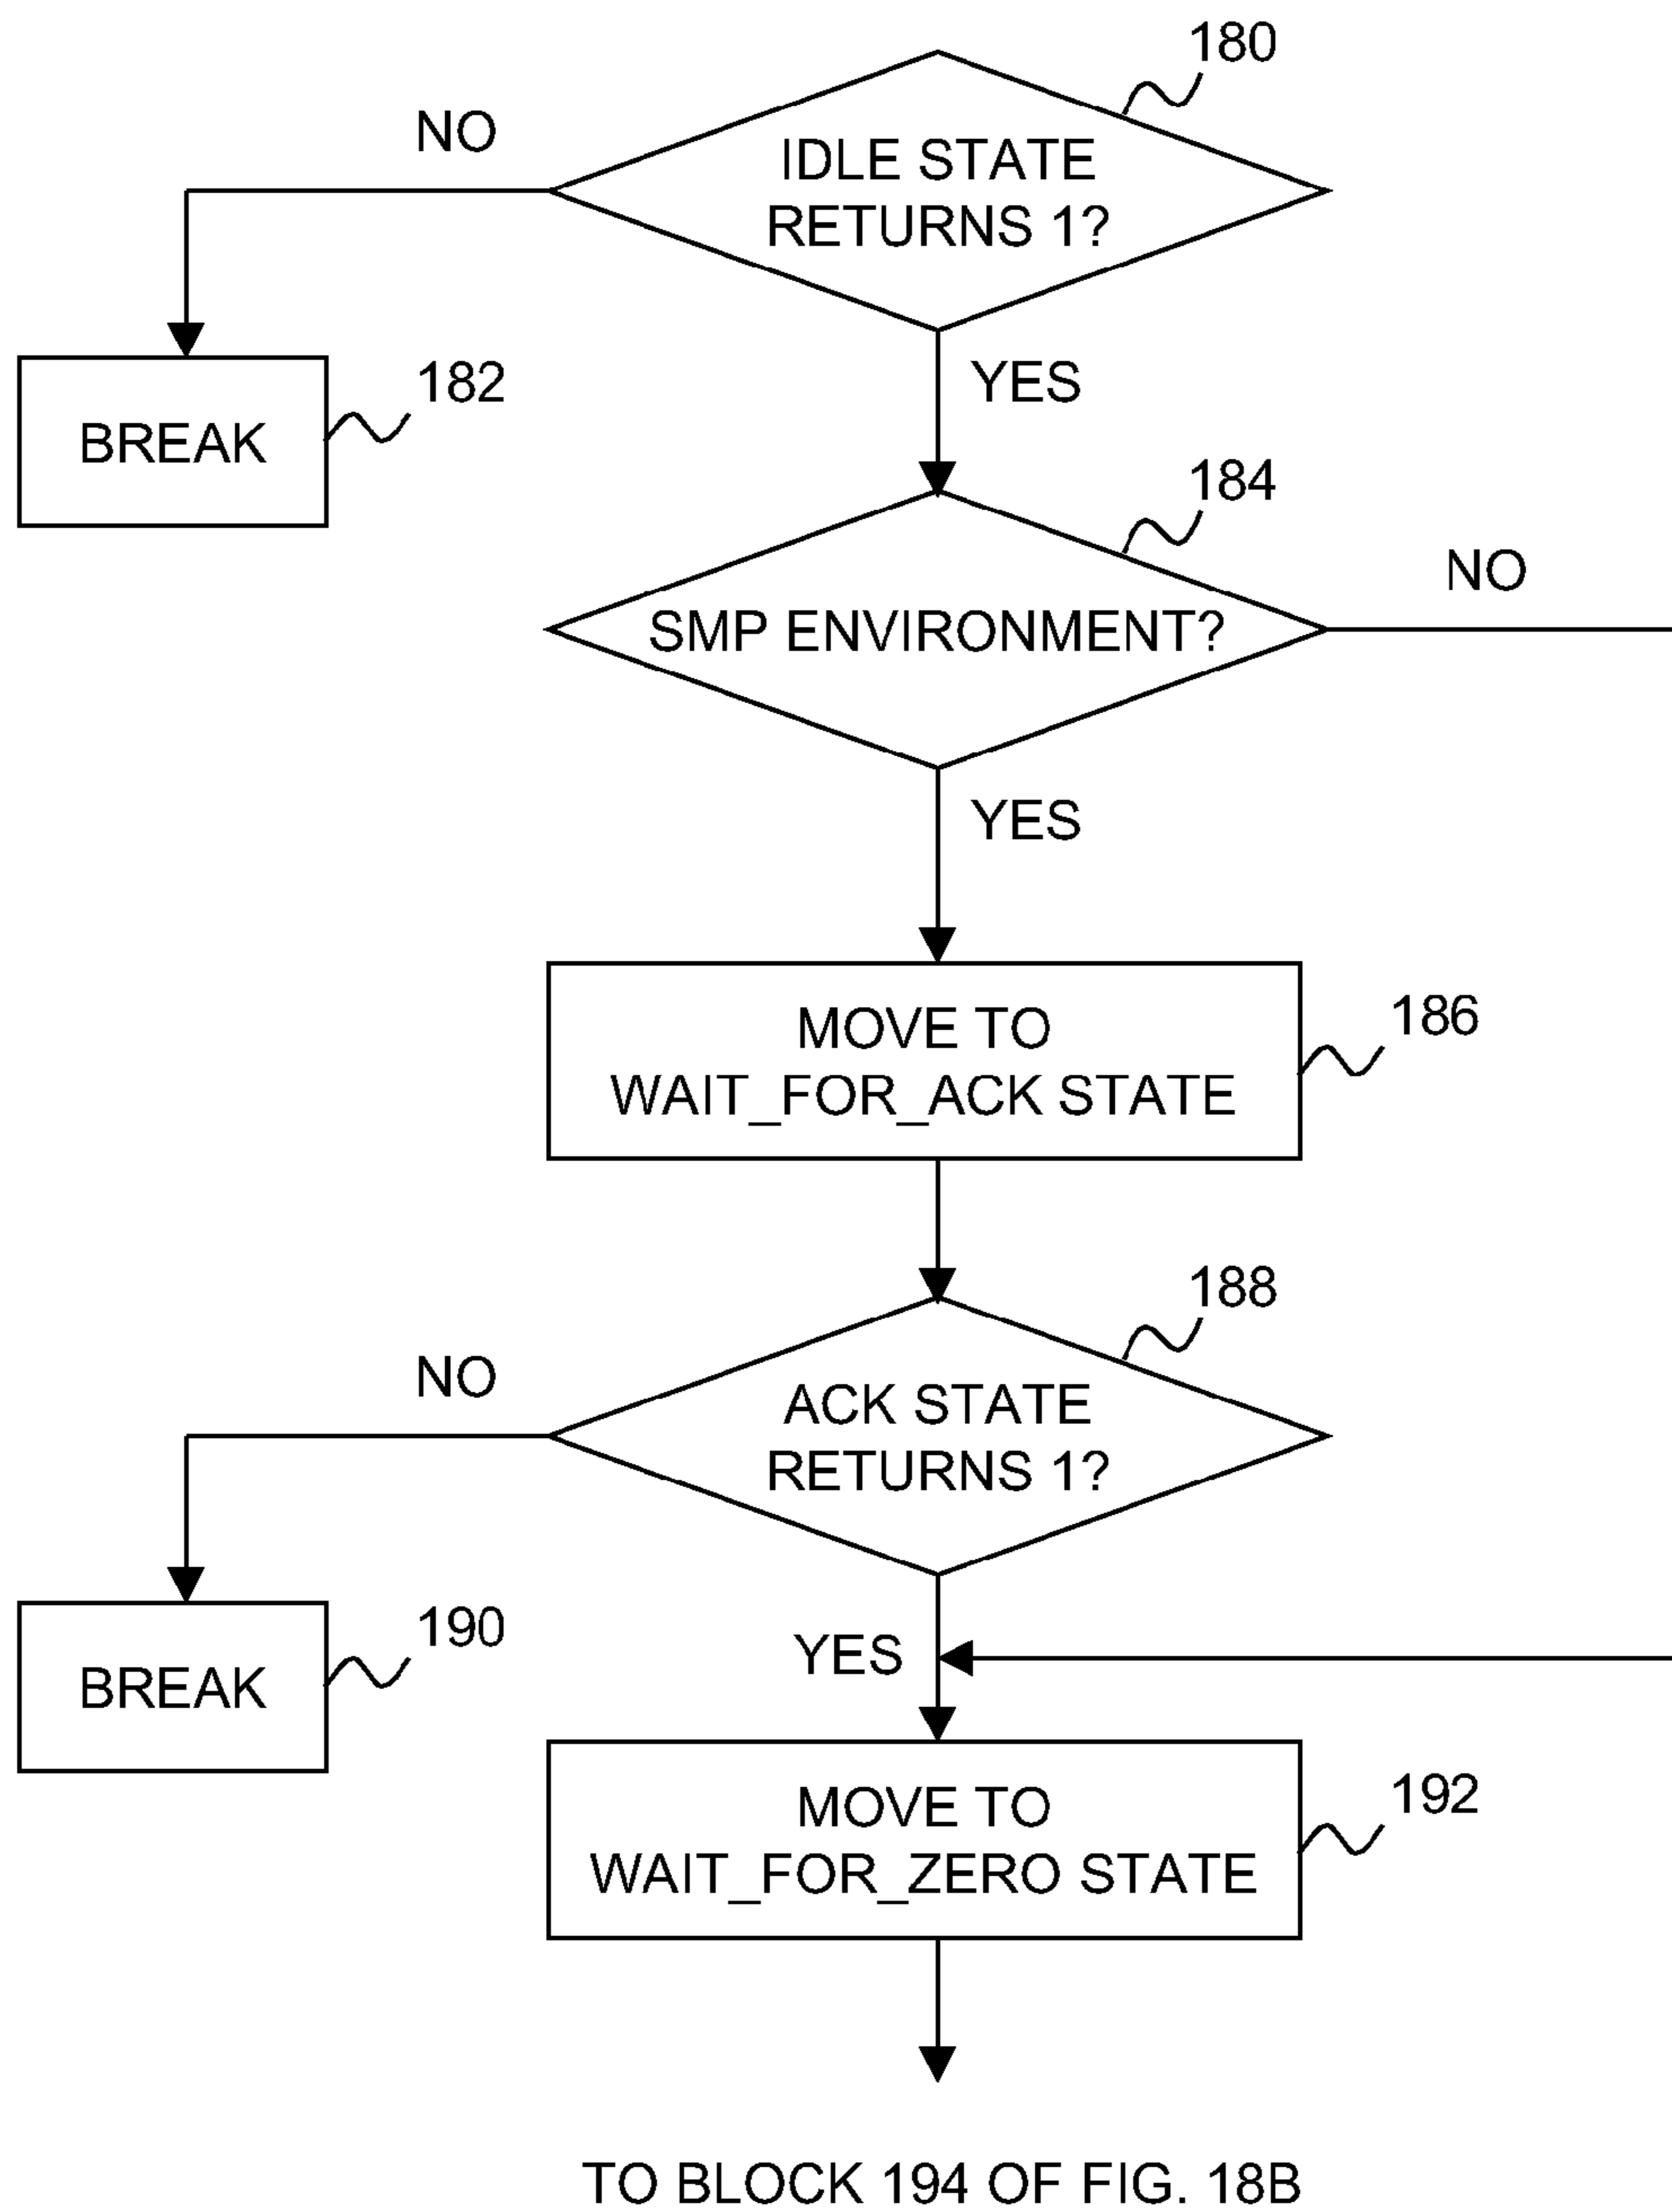 180
NO
IDLE STATE
RETURNS 1?
182
YES
BREAK
184
NO
SMP ENVIRONMENT?
YES
186
MOVE TO
WAIT_FOR_ACK STATE
188
NO
ACK STATE
RETURNS 1?
190
YES
BREAK
192
MOVE TO
WAIT_FOR_ZERO STATE
TO BLOCK 194 OF FIG. 18B